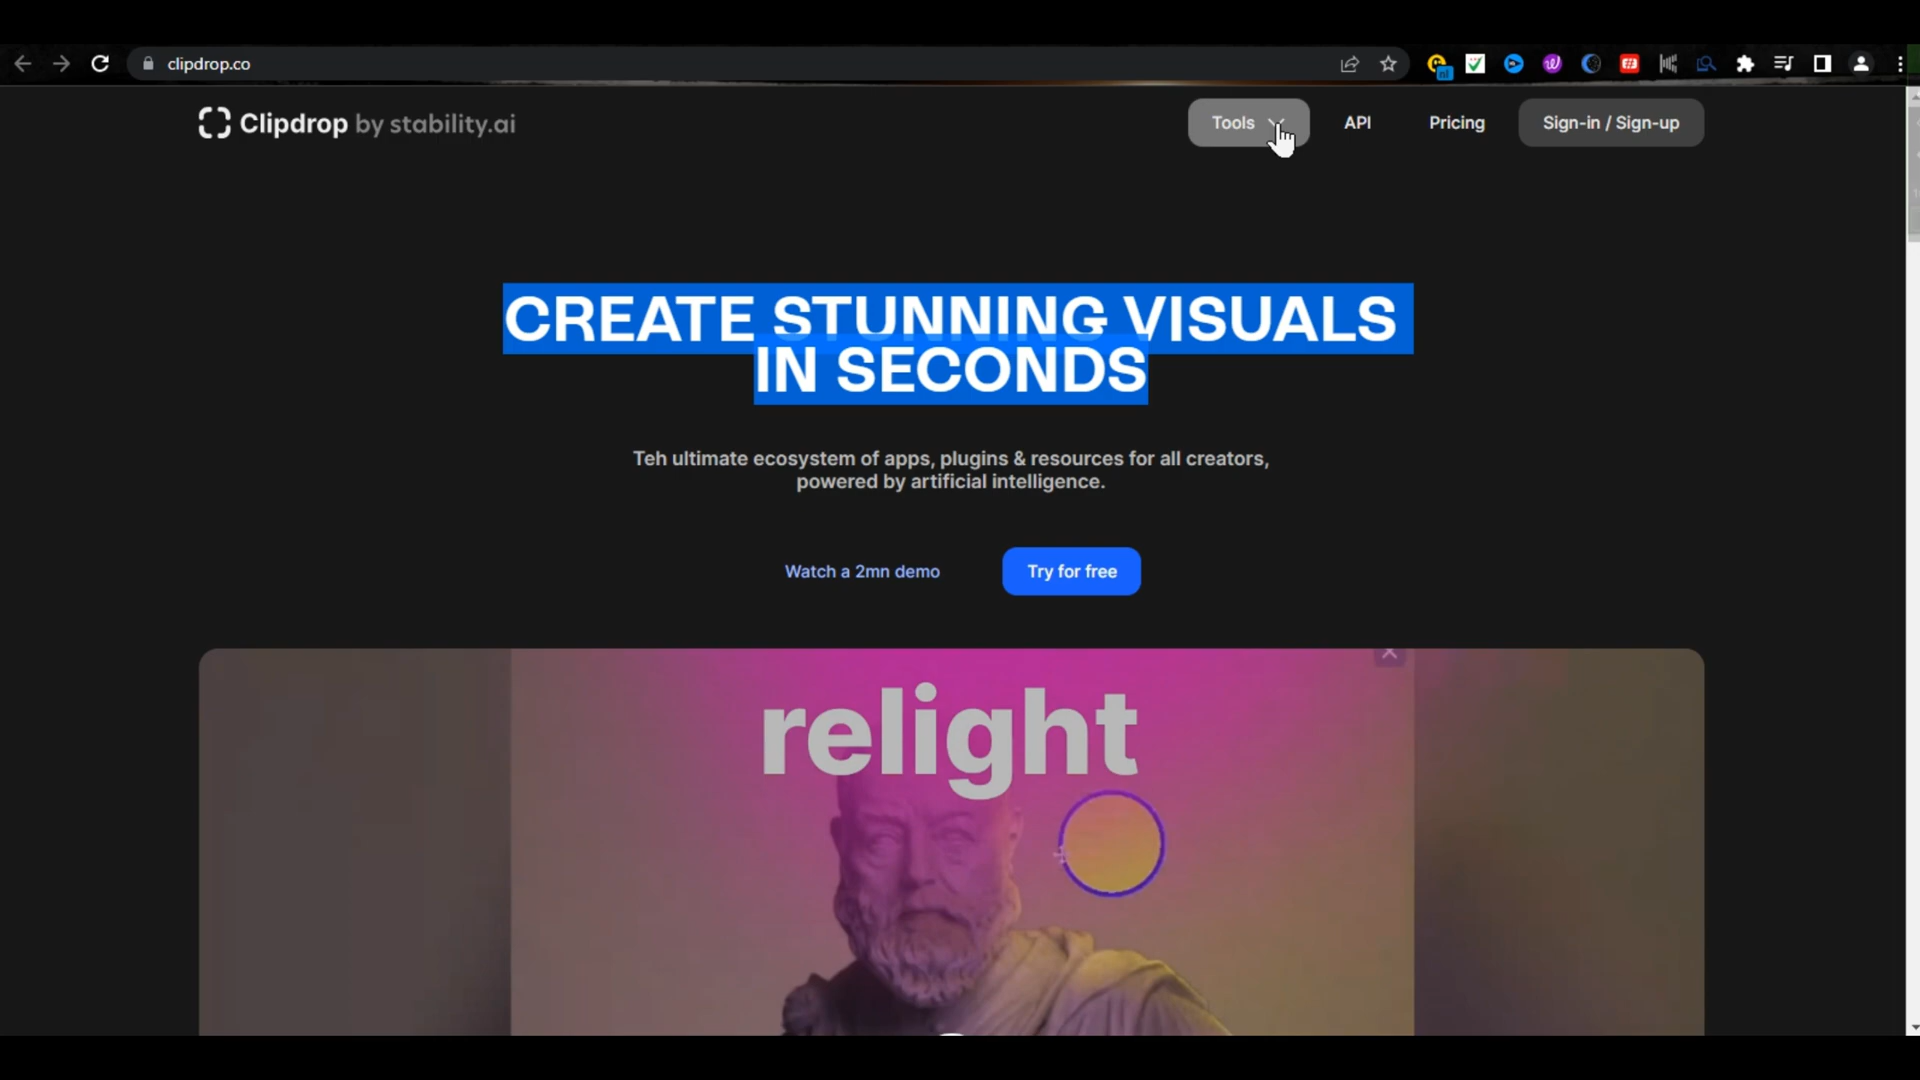 clipdrop.co
Clipdrop by stability.ai
Tools
API
Pricing
Sign-in / Sign-up
CREATE STUNNING VISUALS
IN SECONDS
Teh ultimate ecosystem of apps, plugins & resources for all creators,
powered by artificial intelligence.
Watch a 2mn demo
Try for free
relight